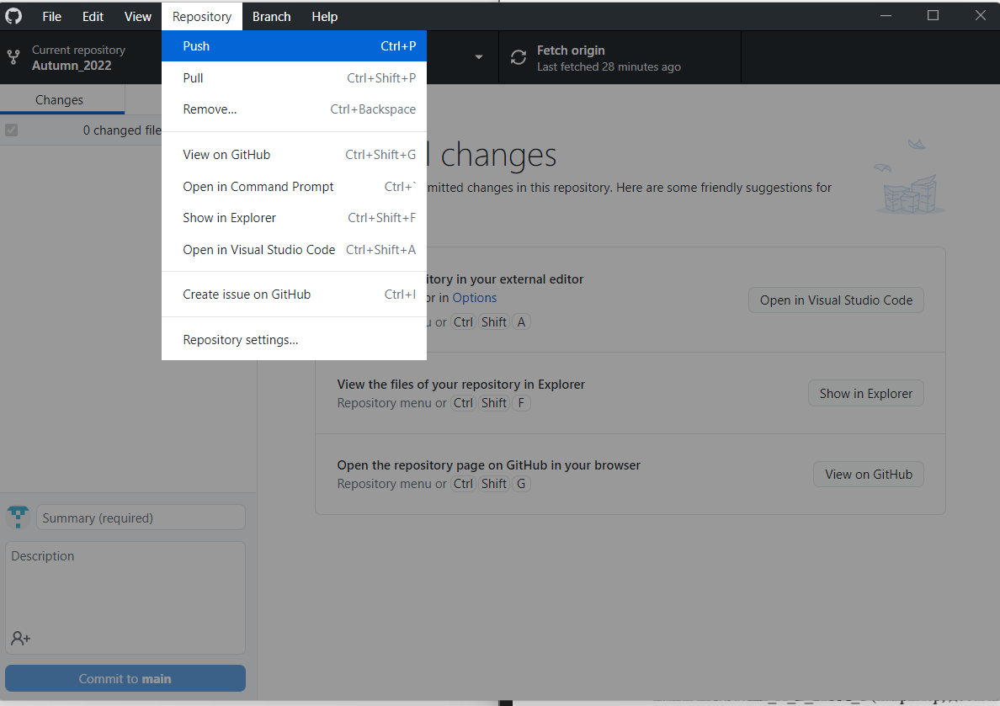 File Edit View Repository Branch Help
Current repository
Autumn_2022
Fetch origin
Last fetched 28 minutes ago
Push Ctrl+P
Pull Ctrl+Shift+P
Remove... Ctrl+Backspace
View on GitHub Ctrl+Shift+G
Open in Command Prompt Ctrl+`
Show in Explorer Ctrl+Shift+F
Open in Visual Studio Code Ctrl+Shift+A
Create issue on GitHub Ctrl+I
Repository settings...
Changes
0 changed file
changes
mitted changes in this repository. Here are some friendly suggestions for
itory in your external editor
or in Options
u or Ctrl Shift A
Open in Visual Studio Code
View the files of your repository in Explorer
Repository menu or Ctrl Shift F
Show in Explorer
Open the repository page on GitHub in your browser
Repository menu or Ctrl Shift G
View on GitHub
Summary (required)
Description
Commit to main